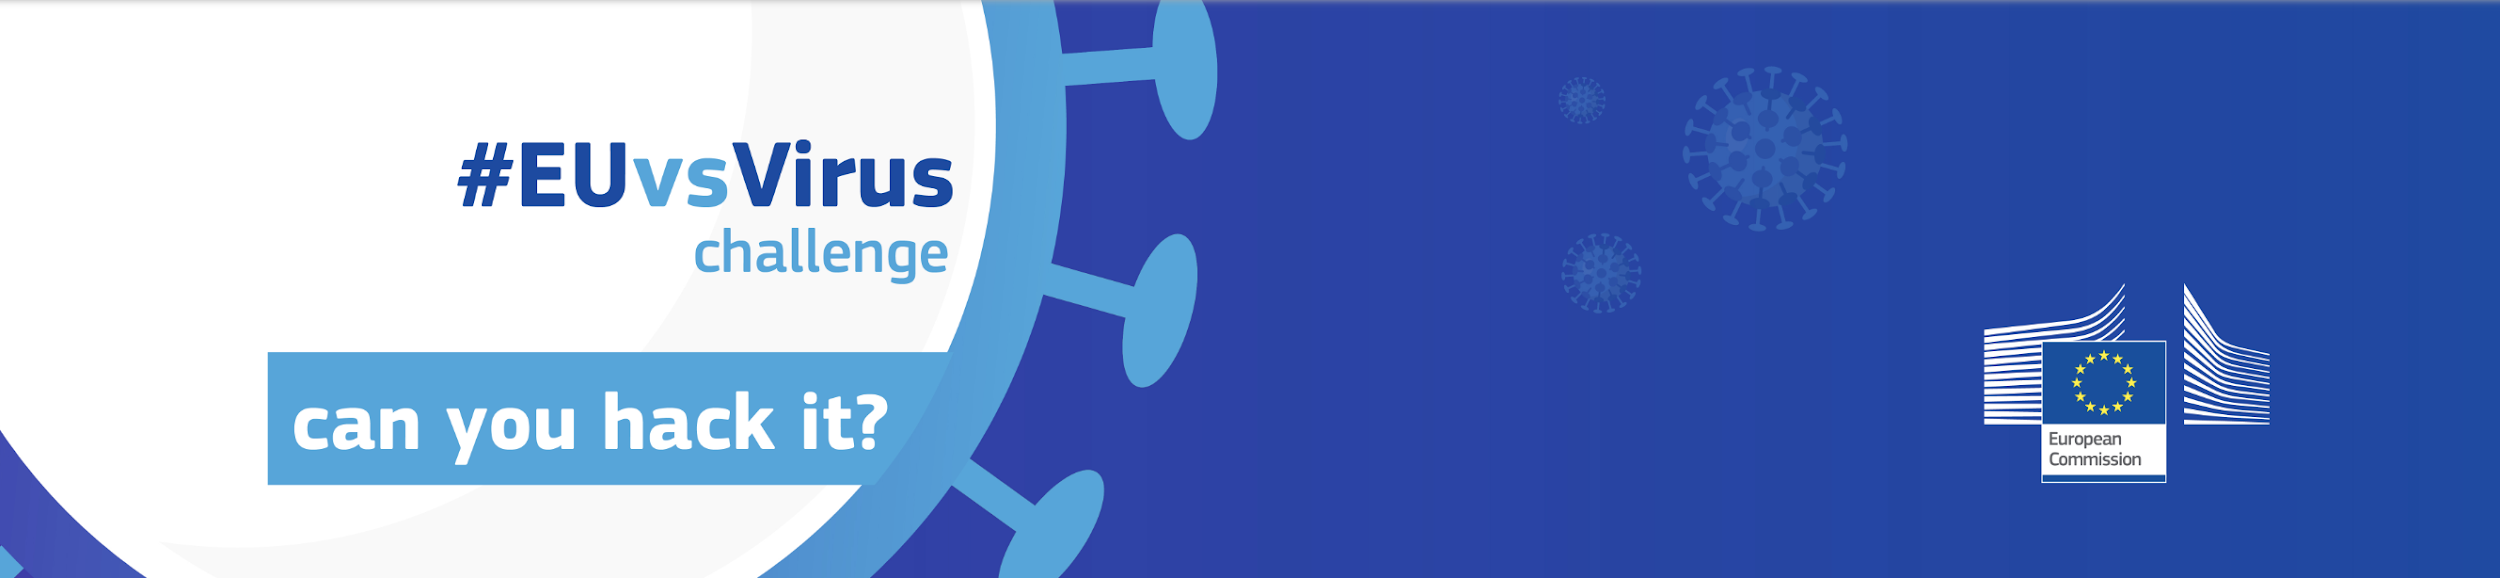 #EUvsVirus
challenge
can you hack it?
European
Commission